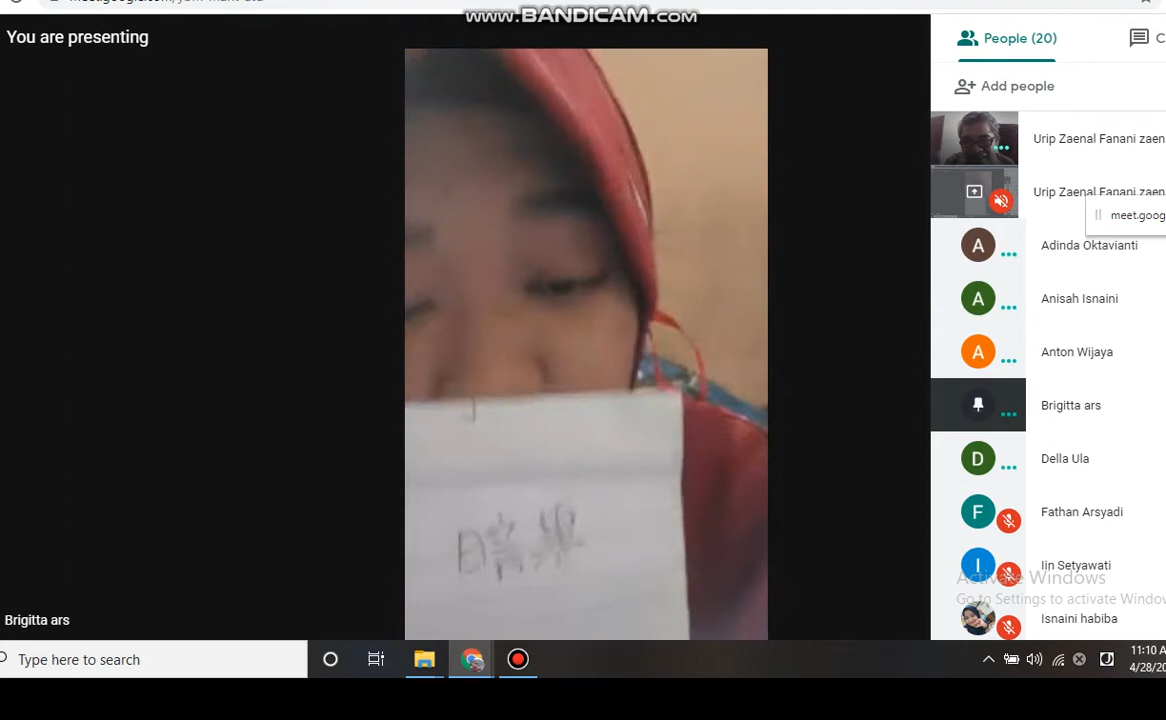 WWW.BANDICAM.COM
You are presenting
People (20)
C
Add people
Urip Zaenal Fanani zaen
Urip Zaenal Fanani zaen
meet.goog
A
Adinda Oktavianti
A
Anisah Isnaini
A
Anton Wijaya
Brigitta ars
D
Della Ula
F
Fathan Arsyadi
I
Iin Setyawati
Activate Windows
Go to Settings to activate Windo
Isnaini habiba
Brigitta ars
Type here to search
11:10 A
4/28/20